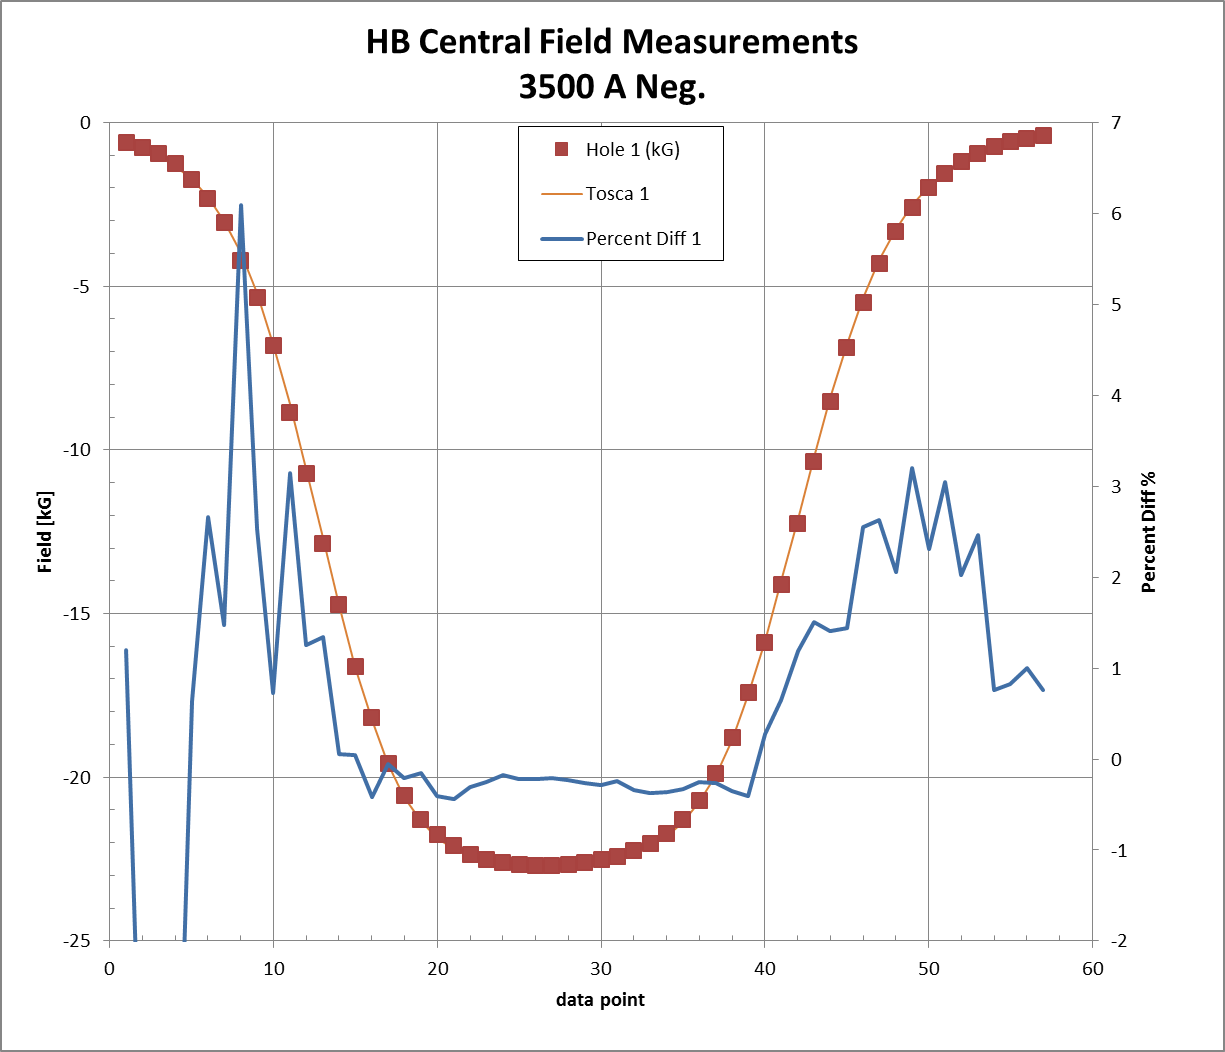 HB Central Field Measurements
3500 A Neg.
Hole 1 (kG)
Tosca 1
Percent Diff 1
0
-5
-10
-15
-20
-25
Field [kG]
7
6
5
4
3
2
1
0
-1
-2
Percent Diff %
0 10 20 30 40 50 60
data point